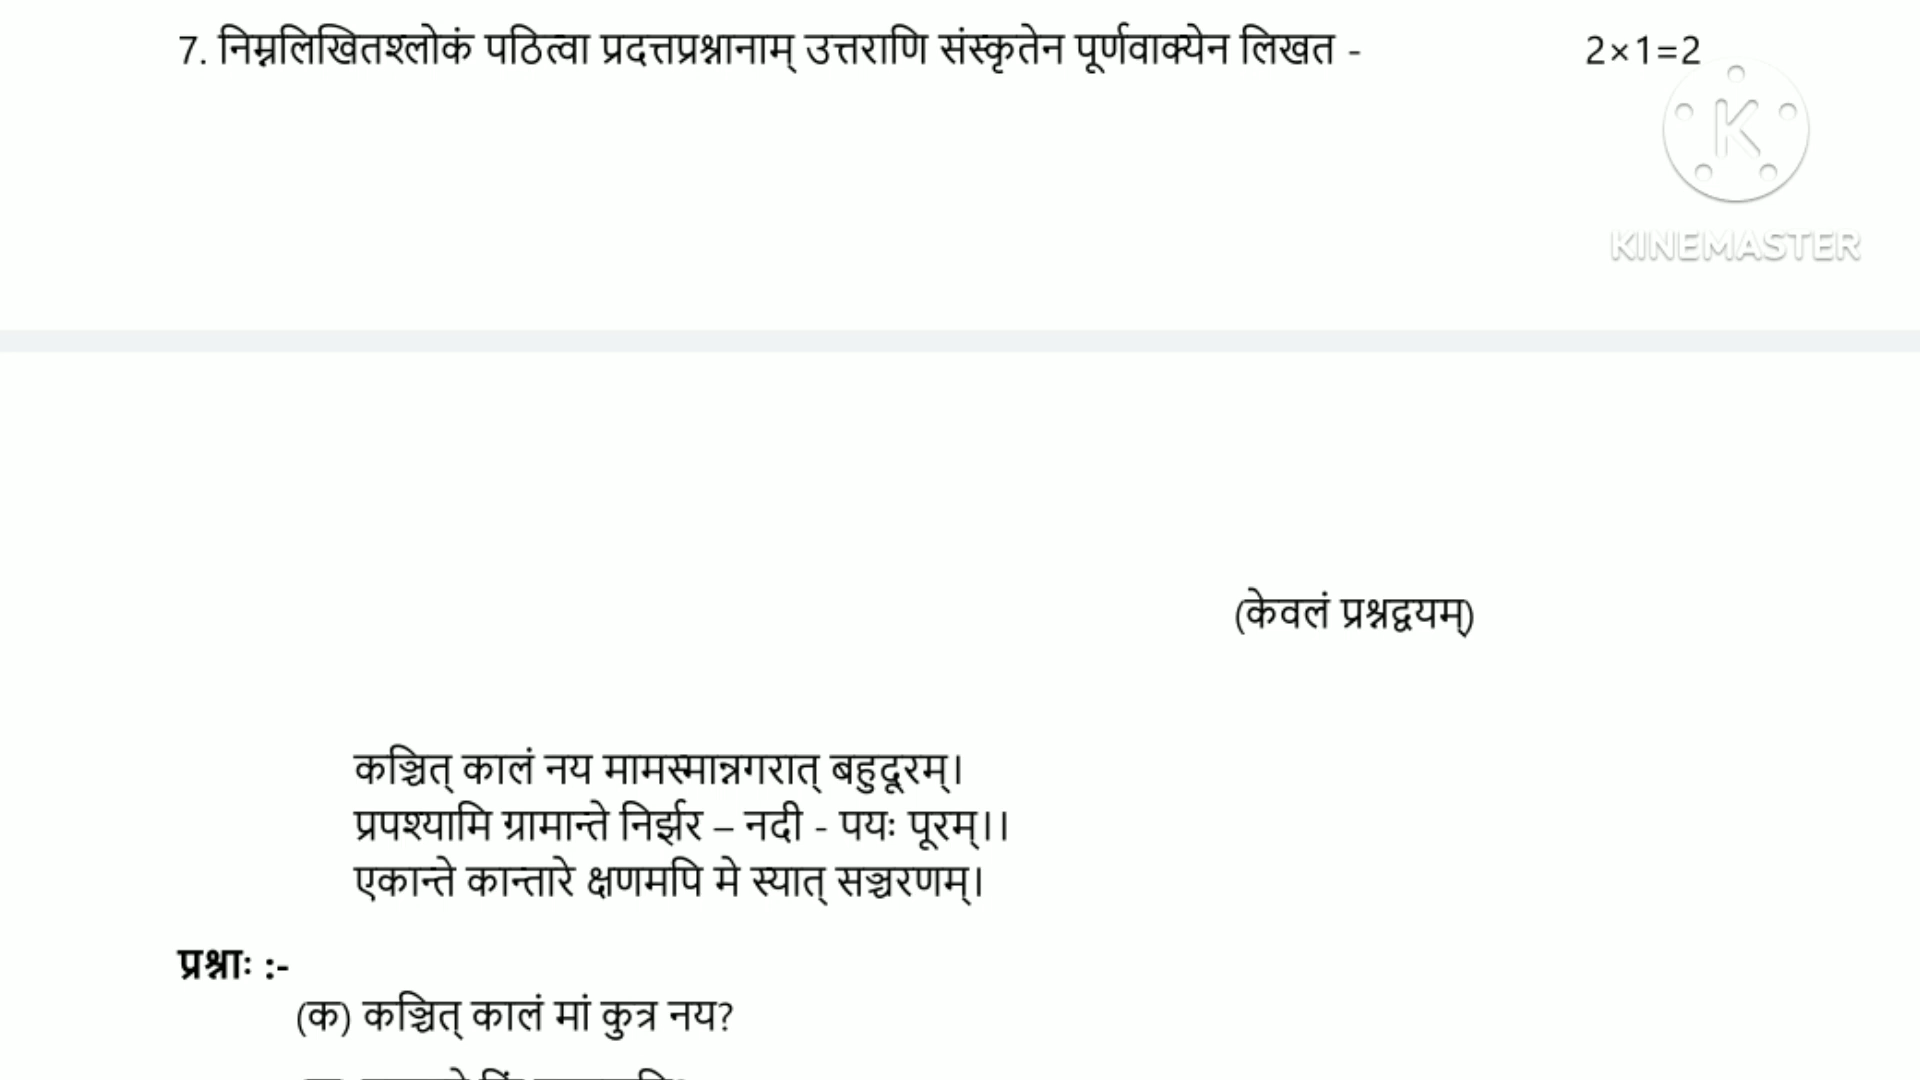 7. निम्नलिखितश्लोकं पठित्वा प्रदत्तप्रश्नानाम् उत्तराणि संस्कृतेन पूर्णवाक्येन लिखत - 2×1=2
K
KINEMASTER
(केवलं प्रश्नद्वयम्)
कञ्चित् कालं नय मामस्मान्नगरात् बहुदूरम्।
प्रपश्यामि ग्रामान्ते निर्झर – नदी - पयः पूरम्।।
एकान्ते कान्तारे क्षणमपि मे स्यात् सञ्चरणम्।
प्रश्नाः :-
(क) कञ्चित् कालं मां कुत्र नय?